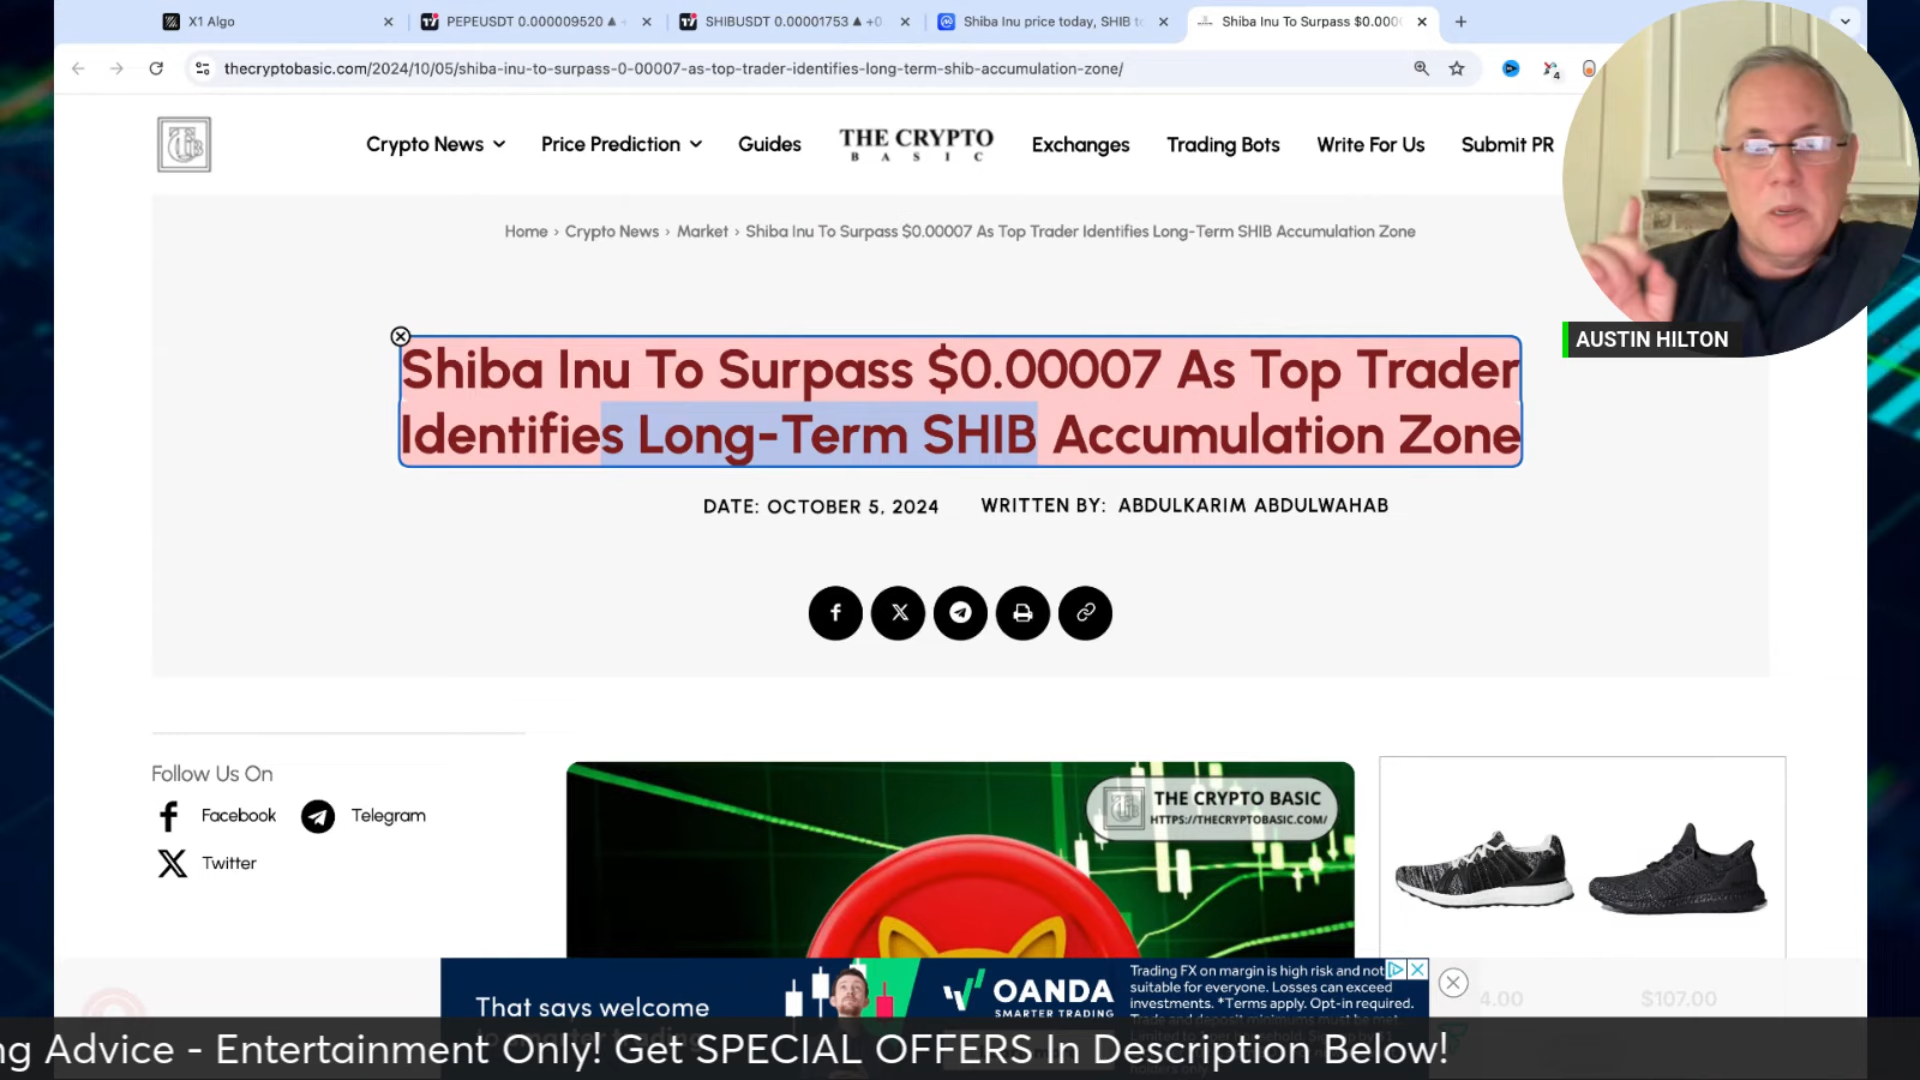 X1 Algo
PEPEUSDT 0.000009520 ▲
SHIBUSDT 0.00001753 ▲ +0
Shiba Inu price today, SHIB to
Shiba Inu To Surpass $0.000
thecryptobasic.com/2024/10/05/shiba-inu-to-surpass-0-00007-as-top-trader-identifies-long-term-shib-accumulation-zone/
4
Crypto News
Price Prediction
Guides
THE CRYPTO
BASIC
Exchanges
Trading Bots
Write For Us
Submit PR
Home › Crypto News › Market › Shiba Inu To Surpass $0.00007 As Top Trader Identifies Long-Term SHIB Accumulation Zone
AUSTIN HILTON
Shiba Inu To Surpass $0.00007 As Top Trader
Identifies Long-Term SHIB Accumulation Zone
DATE: OCTOBER 5, 2024
WRITTEN BY: ABDULKARIM ABDULWAHAB
Follow Us On
Facebook
Telegram
Twitter
THE CRYPTO BASIC
HTTPS://THECRYPTOBASIC.COM/
That says welcome
OANDA
SMARTER TRADING
Trading FX on margin is high risk and not
suitable for everyone. Losses can exceed
investments. *Terms apply. Opt-in required.
4.00
$107.00
ng Advice - Entertainment Only! Get SPECIAL OFFERS In Description Below!